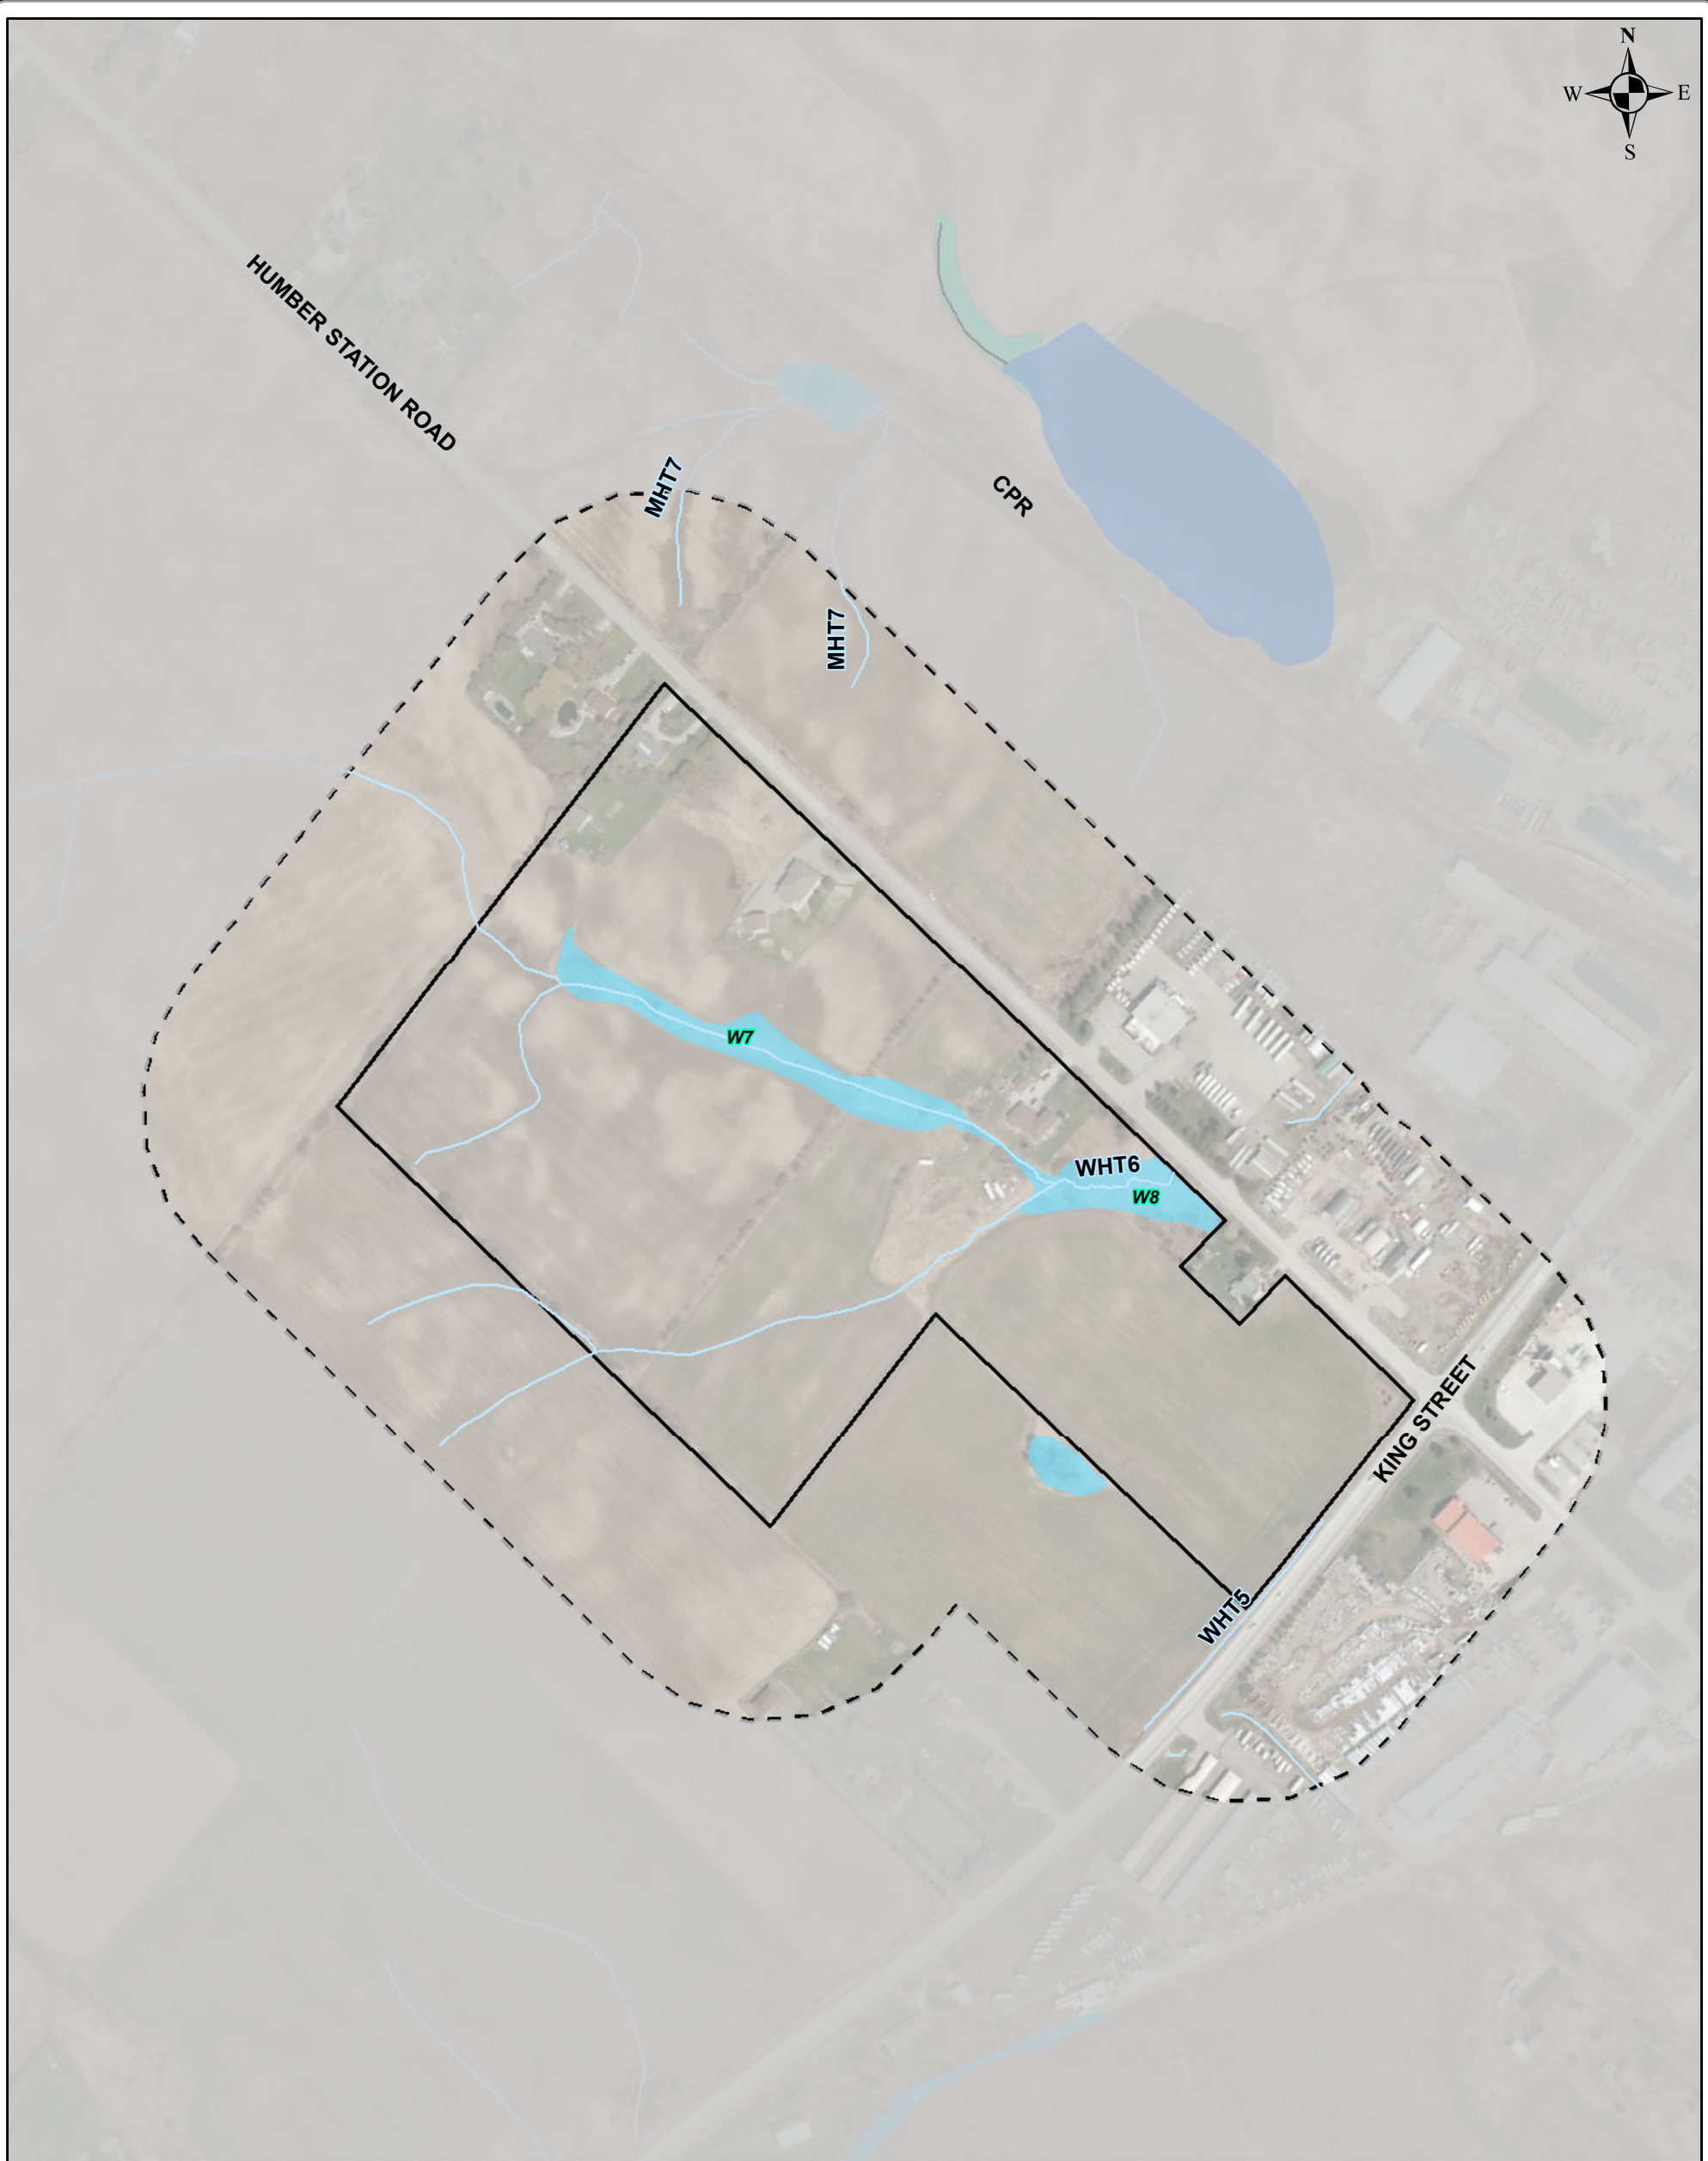 N
W E
S
HUMBER STATION ROAD
MHT7
CPR
MHT7
W7
WHT6
W8
KING STREET
WHT5